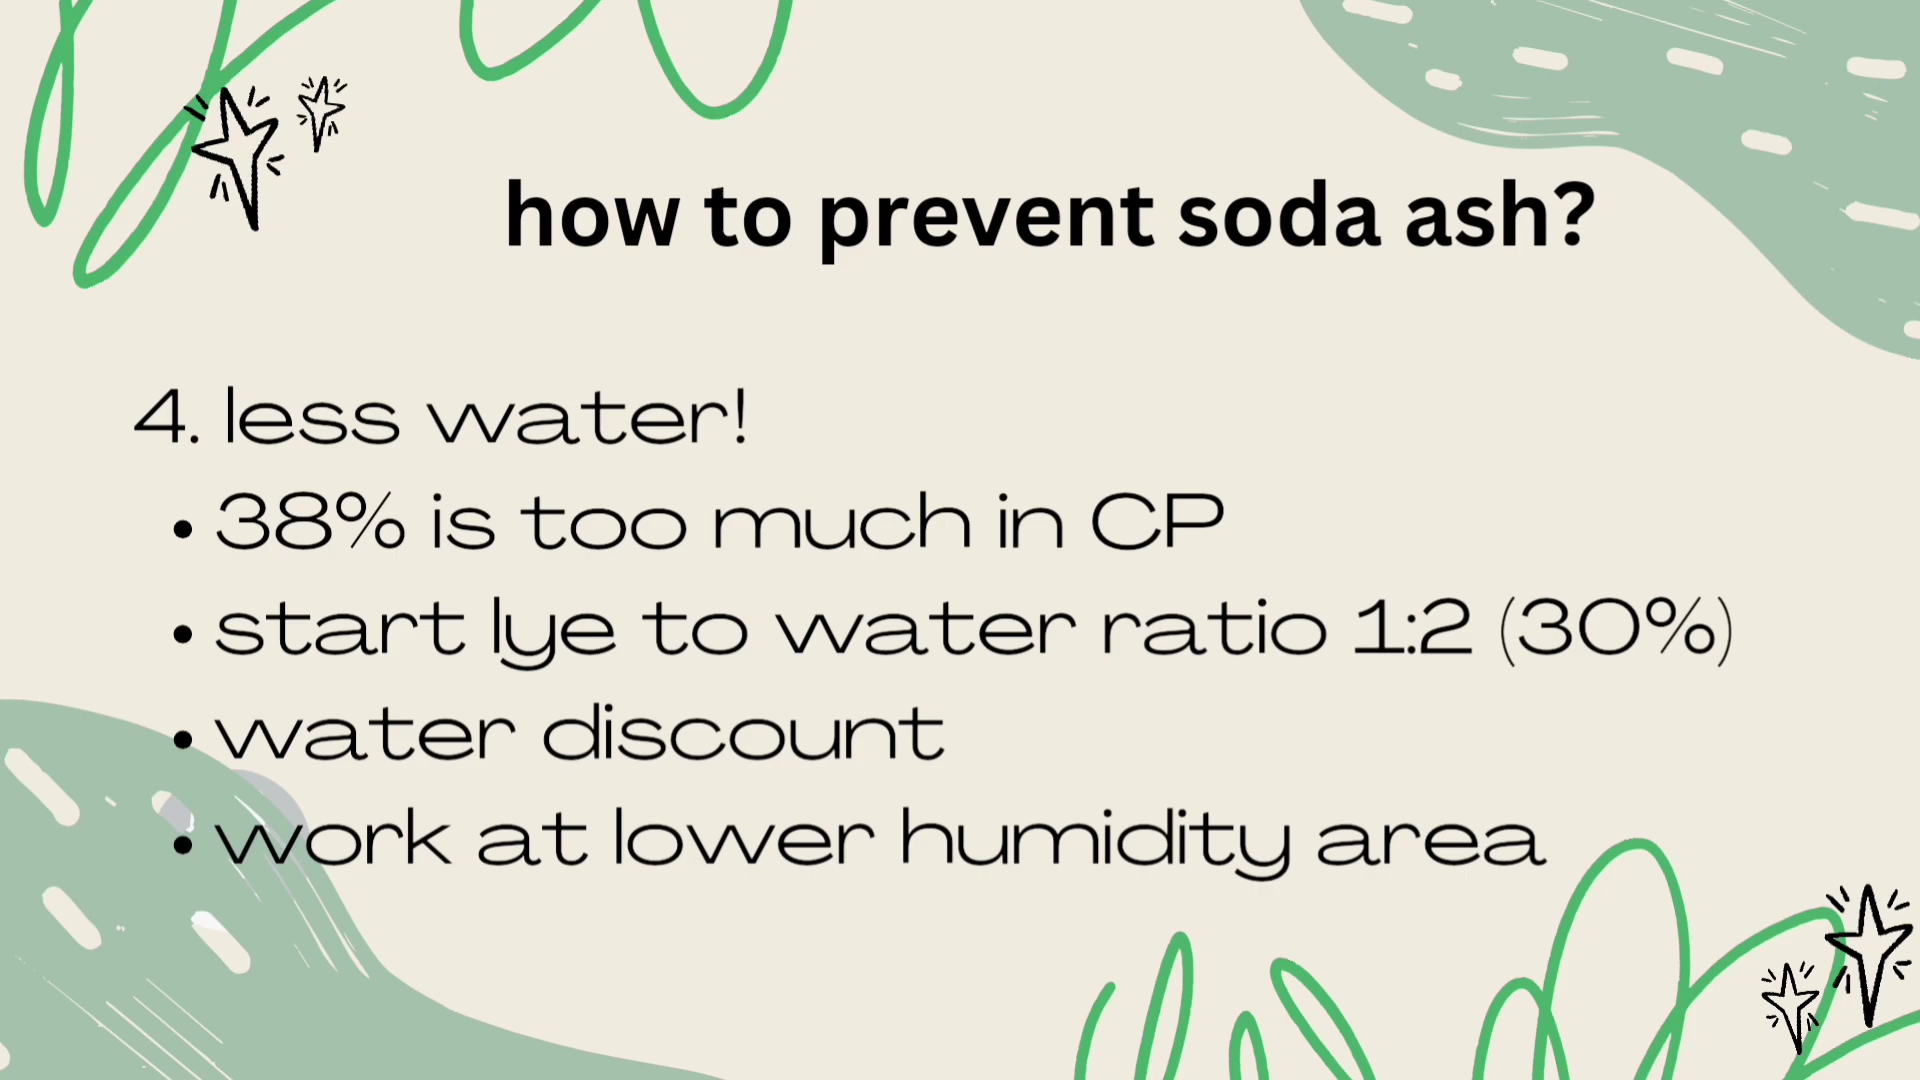 how to prevent soda ash?
4. less water!
• 38% is too much in CP
• start lye to water ratio 1:2 (30%)
• water discount
• work at lower humidity area